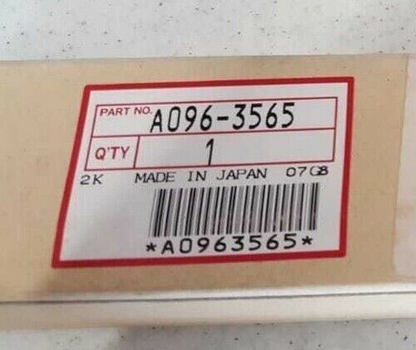 PART NO. A096-3565
Q'TY 1
2K MADE IN JAPAN 07G8
*A0963565*